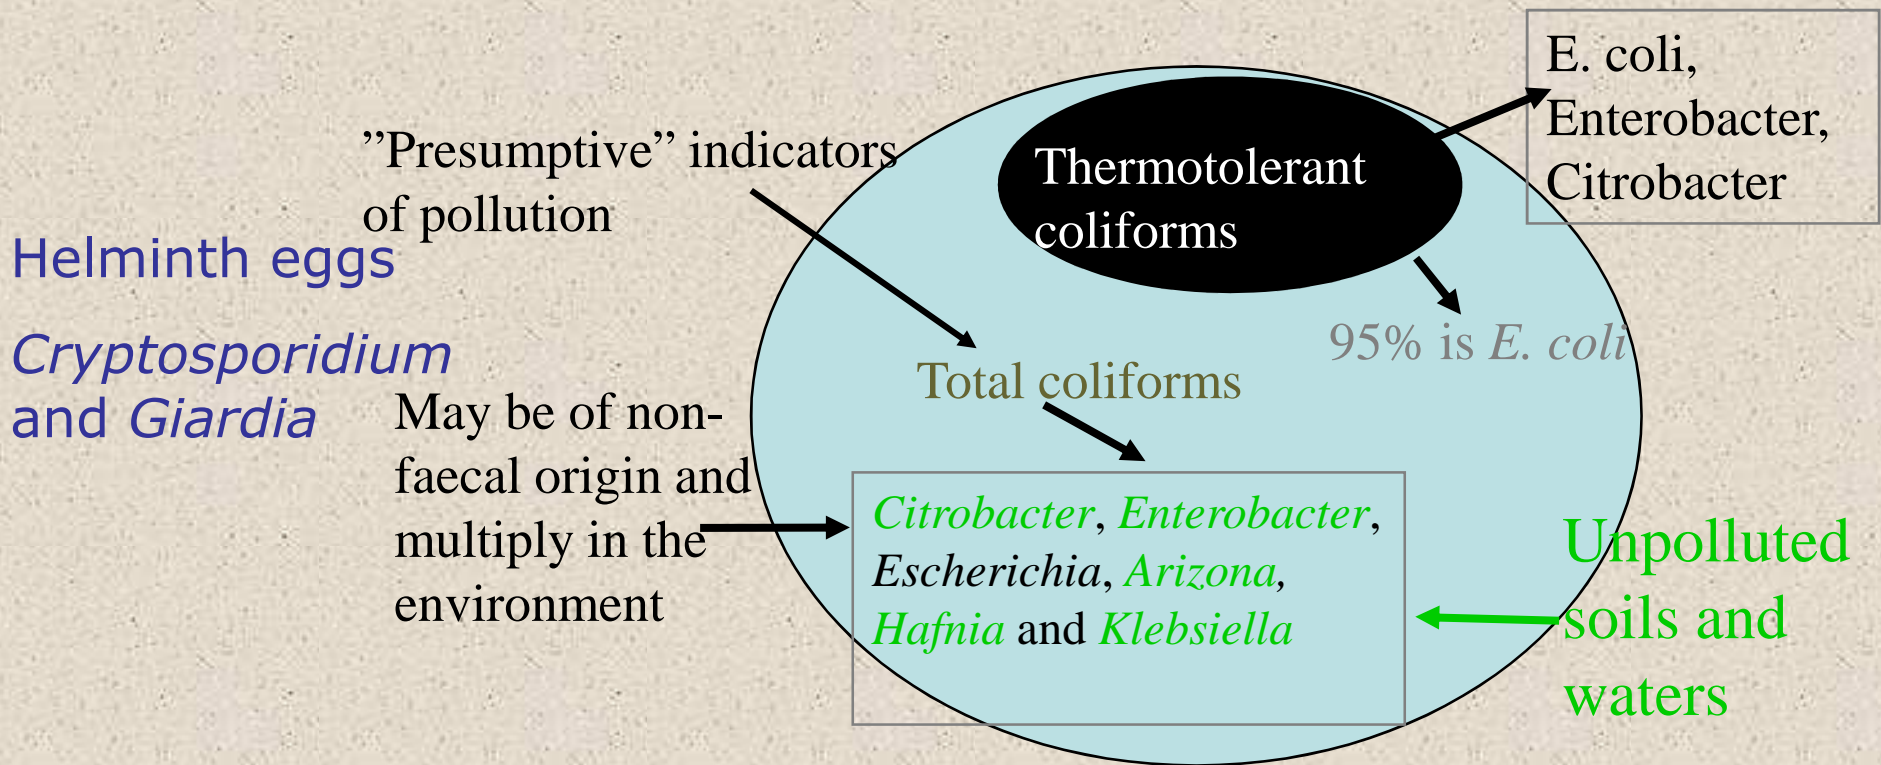 Helminth eggs
Cryptosporidium
and Giardia
”Presumptive” indicators
of pollution
May be of non-
faecal origin and
multiply in the
environment
Thermotolerant
coliforms
E. coli,
Enterobacter,
Citrobacter
95% is E. coli
Total coliforms
Citrobacter, Enterobacter,
Escherichia, Arizona,
Hafnia and Klebsiella
Unpolluted
soils and
waters